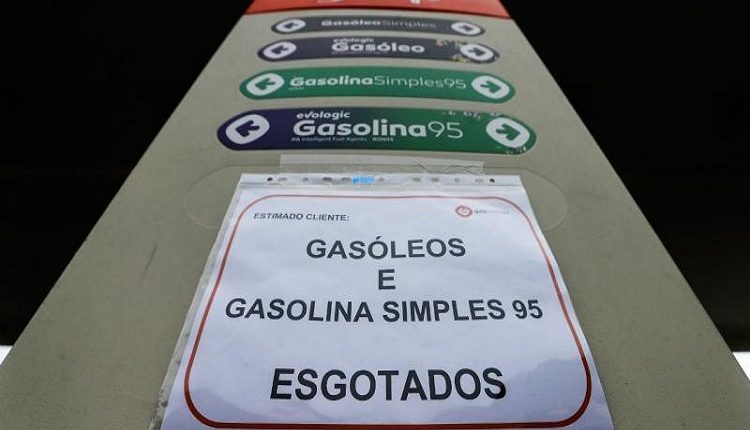 GasóleoSimples
evologic
Gasóleo
GasolinaSimples95
evologic
Gasolina95
ESTIMADO CLIENTE:
GASÓLEOS
E
GASOLINA SIMPLES 95
ESGOTADOS